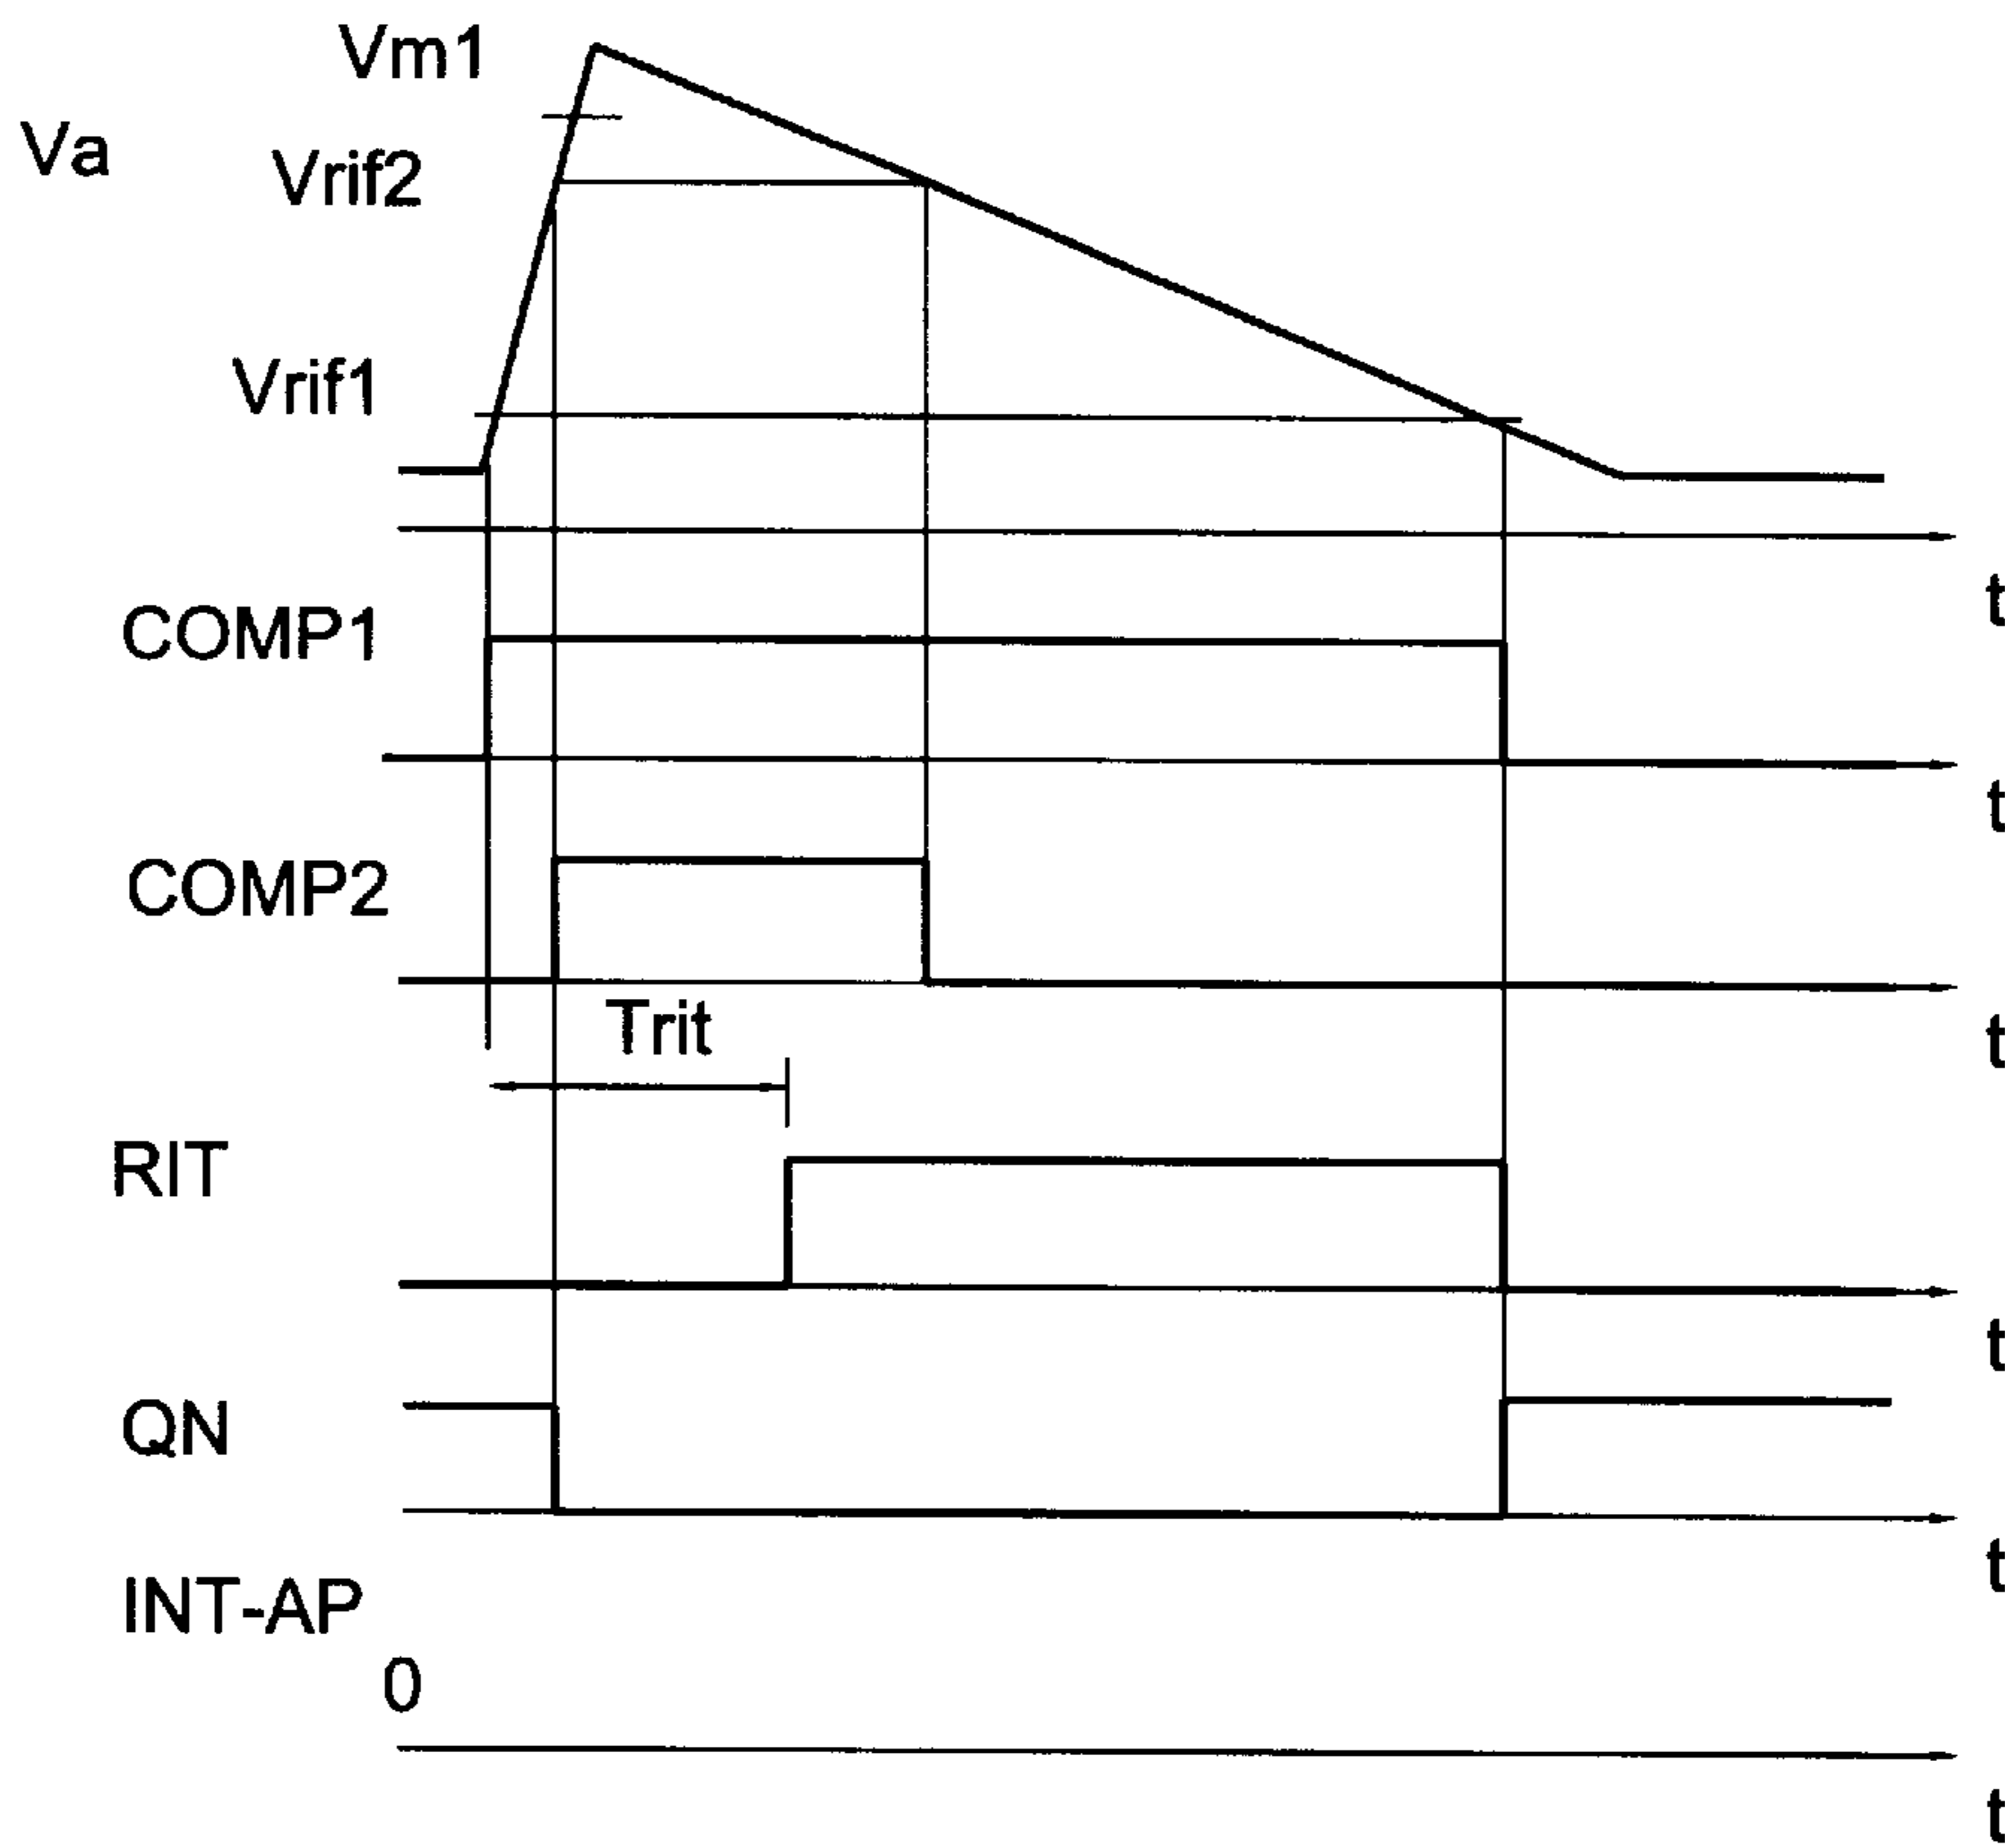 Vm1
Va
Vrif2
Vrif1
t
COMP1
t
COMP2
Trit
t
RIT
t
QN
t
INT-AP
0
t